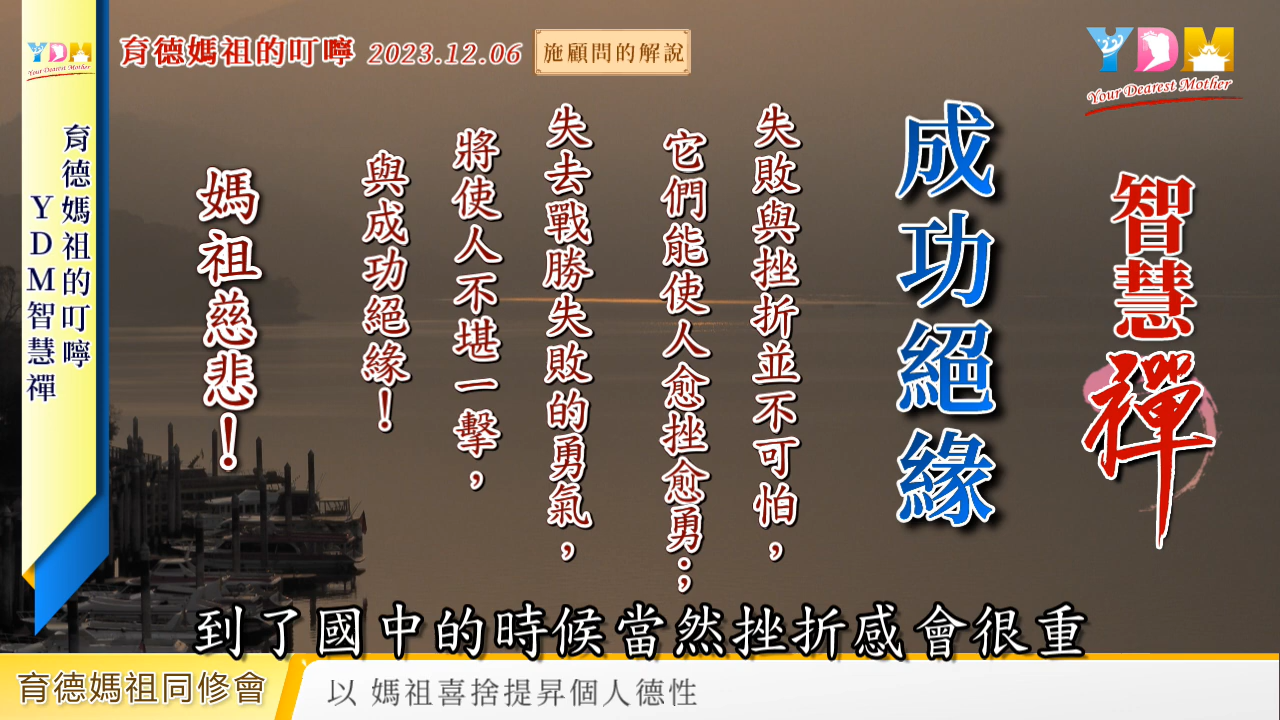 育德媽祖的叮嚀 2023.12.06 施顧問的解說
YDM
Your Dearest Mother
YDM
Your Dearest Mother
育德媽祖的叮嚀
YDM智慧禪
智慧禪
成功絕緣
失敗與挫折並不可怕，
它們能使人愈挫愈勇；
失去戰勝失敗的勇氣，
將使人不堪一擊，
與成功絕緣！
媽祖慈悲！
到了國中的時候當然挫折感會很重
育德媽祖同修會
以 媽祖喜捨提昇個人德性